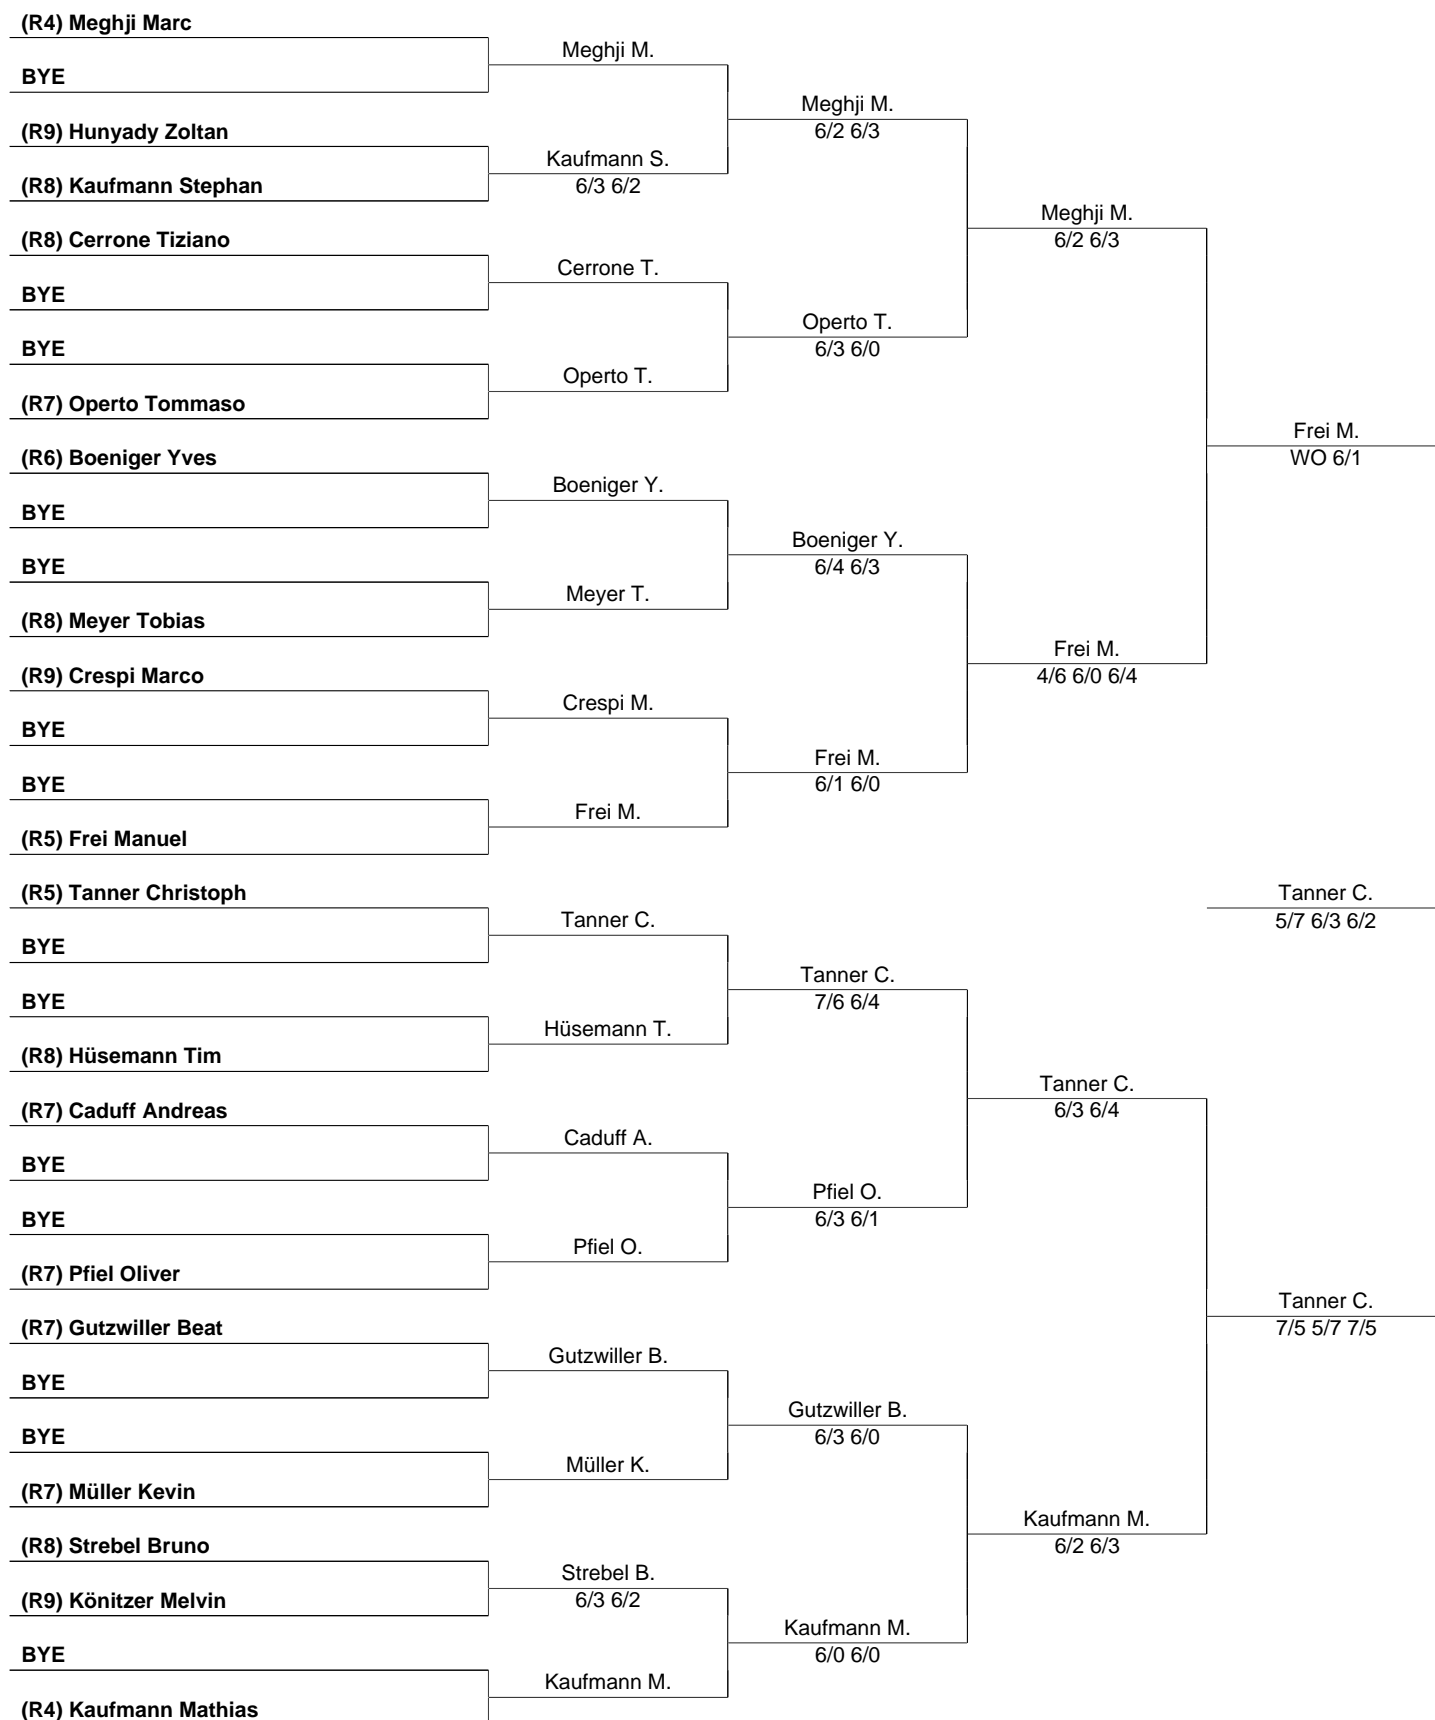 (R4) Meghji Marc
BYE
(R9) Hunyady Zoltan
(R8) Kaufmann Stephan
(R8) Cerrone Tiziano
BYE
BYE
(R7) Operto Tommaso
(R6) Boeniger Yves
BYE
BYE
(R8) Meyer Tobias
(R9) Crespi Marco
BYE
BYE
(R5) Frei Manuel
(R5) Tanner Christoph
BYE
BYE
(R8) Hüsemann Tim
(R7) Caduff Andreas
BYE
BYE
(R7) Pfiel Oliver
(R7) Gutzwiller Beat
BYE
BYE
(R7) Müller Kevin
(R8) Strebel Bruno
(R9) Könitzer Melvin
BYE
(R4) Kaufmann Mathias
Meghji M.
Kaufmann S.
6/3 6/2
Cerrone T.
Operto T.
Boeniger Y.
Meyer T.
Crespi M.
Frei M.
Tanner C.
Hüsemann T.
Caduff A.
Pfiel O.
Gutzwiller B.
Müller K.
Strebel B.
6/3 6/2
Kaufmann M.
Meghji M.
6/2 6/3
Operto T.
6/3 6/0
Boeniger Y.
6/4 6/3
Frei M.
6/1 6/0
Tanner C.
7/6 6/4
Pfiel O.
6/3 6/1
Gutzwiller B.
6/3 6/0
Kaufmann M.
6/0 6/0
Meghji M.
6/2 6/3
Frei M.
4/6 6/0 6/4
Tanner C.
6/3 6/4
Kaufmann M.
6/2 6/3
Frei M.
WO 6/1
Tanner C.
5/7 6/3 6/2
Tanner C.
7/5 5/7 7/5